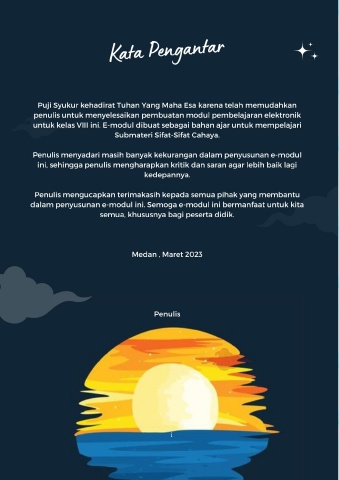 Kata Pengantar
Puji Syukur kehadirat Tuhan Yang Maha Esa karena telah memudahkan
penulis untuk menyelesaikan pembuatan modul pembelajaran elektronik
untuk kelas VIII ini. E-modul dibuat sebagai bahan ajar untuk mempelajari
Submateri Sifat-Sifat Cahaya.
Penulis menyadari masih banyak kekurangan dalam penyusunan e-modul
ini, sehingga penulis mengharapkan kritik dan saran agar lebih baik lagi
kedepannya.
Penulis mengucapkan terimakasih kepada semua pihak yang membantu
dalam penyusunan e-modul ini. Semoga e-modul ini bermanfaat untuk kita
semua, khususnya bagi peserta didik.
Medan , Maret 2023
Penulis
i